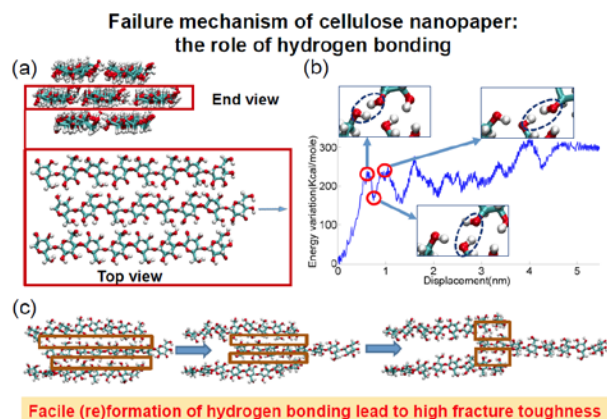 Failure mechanism of cellulose nanopaper:
the role of hydrogen bonding
(a)
End view
Top view
(b)
Energy variation(Kcal/mole)
300
200
100
0
0
1
2
3
4
5
Displacement(nm)
(c)
Facile (re)formation of hydrogen bonding lead to high fracture toughness